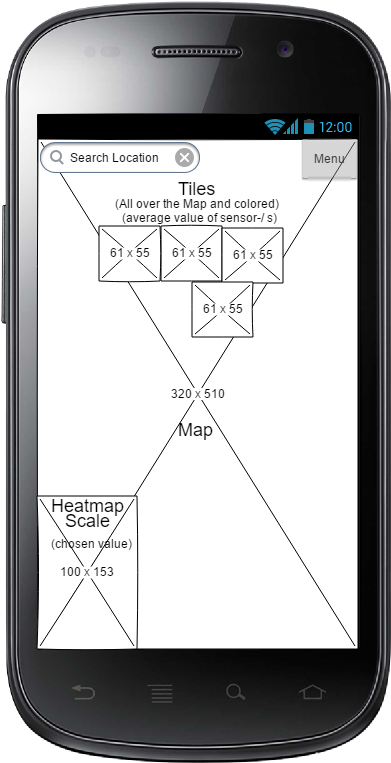 12:00
Search Location
Menu
Tiles
(All over the Map and colored)
(average value of sensor-/ s)
61 x 55
61 x 55
61 x 55
61 x 55
320 x 510
Map
Heatmap
Scale
(chosen value)
100 x 153